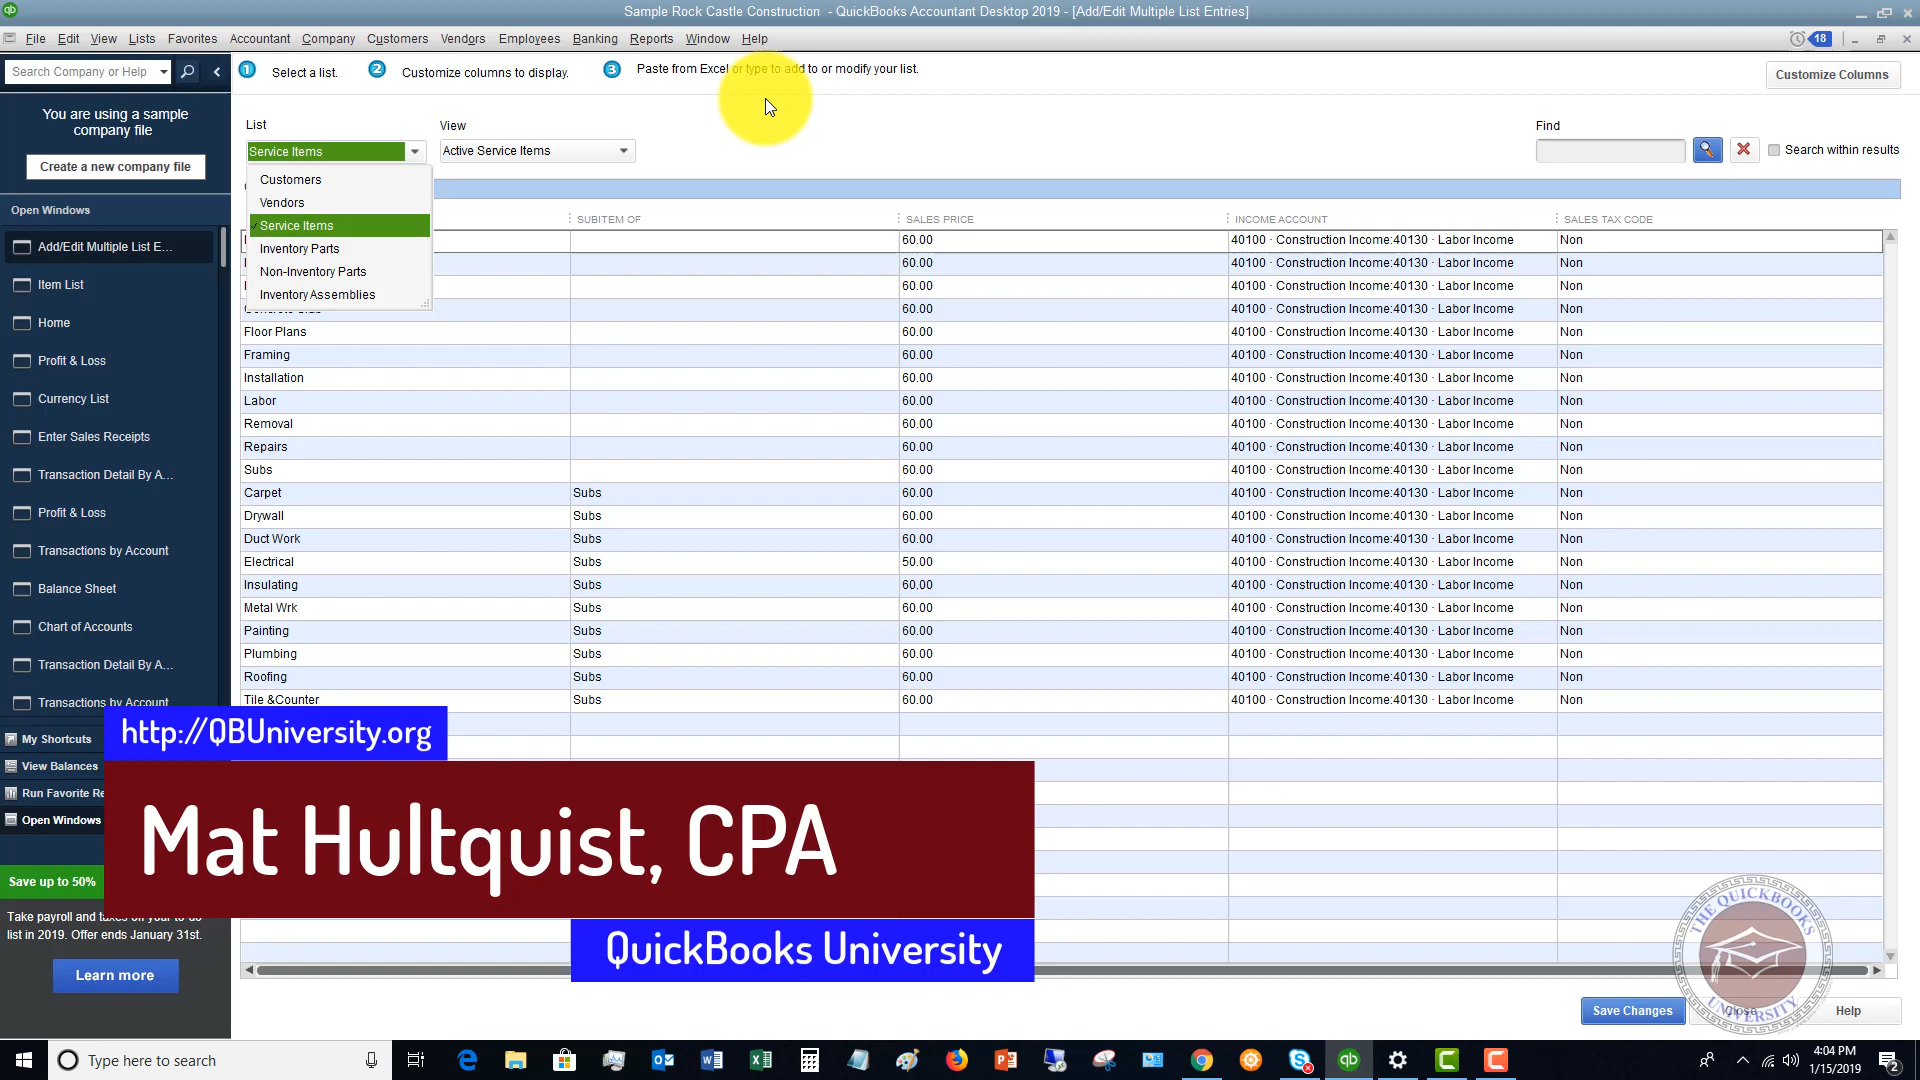 Sample Rock Castle Construction - QuickBooks Accountant Desktop 2019 - [Add/Edit Multiple List Entries]
File Edit View Lists Favorites Accountant Company Customers Vendors Employees Banking Reports Window Help
18
Search Company or Help
1 Select a list. 2 Customize columns to display. 3 Paste from Excel or type to add to or modify your list.
Customize Columns
You are using a sample
company file
Create a new company file
List View Find
Service Items Active Service Items Search within results
Customers
Vendors
Service Items
Inventory Parts
Non-Inventory Parts
Inventory Assemblies
Open Windows
Add/Edit Multiple List E...
Item List
Home
Profit & Loss
Currency List
Enter Sales Receipts
Transaction Detail By A...
Profit & Loss
Transactions by Account
Balance Sheet
Chart of Accounts
Transaction Detail By A...
Transactions by Account
My Shortcuts
View Balances
Run Favorite Re
Open Windows
SUBITEM OF SALES PRICE INCOME ACCOUNT SALES TAX CODE
60.00 40100 · Construction Income:40130 · Labor Income Non
60.00 40100 · Construction Income:40130 · Labor Income Non
60.00 40100 · Construction Income:40130 · Labor Income Non
60.00 40100 · Construction Income:40130 · Labor Income Non
Floor Plans 60.00 40100 · Construction Income:40130 · Labor Income Non
Framing 60.00 40100 · Construction Income:40130 · Labor Income Non
Installation 60.00 40100 · Construction Income:40130 · Labor Income Non
Labor 60.00 40100 · Construction Income:40130 · Labor Income Non
Removal 60.00 40100 · Construction Income:40130 · Labor Income Non
Repairs 60.00 40100 · Construction Income:40130 · Labor Income Non
Subs 60.00 40100 · Construction Income:40130 · Labor Income Non
Carpet Subs 60.00 40100 · Construction Income:40130 · Labor Income Non
Drywall Subs 60.00 40100 · Construction Income:40130 · Labor Income Non
Duct Work Subs 60.00 40100 · Construction Income:40130 · Labor Income Non
Electrical Subs 50.00 40100 · Construction Income:40130 · Labor Income Non
Insulating Subs 60.00 40100 · Construction Income:40130 · Labor Income Non
Metal Wrk Subs 60.00 40100 · Construction Income:40130 · Labor Income Non
Painting Subs 60.00 40100 · Construction Income:40130 · Labor Income Non
Plumbing Subs 60.00 40100 · Construction Income:40130 · Labor Income Non
Roofing Subs 60.00 40100 · Construction Income:40130 · Labor Income Non
Tile &Counter Subs 60.00 40100 · Construction Income:40130 · Labor Income Non
http://QBUniversity.org
Mat Hultquist, CPA
QuickBooks University
Save up to 50%
Take payroll and taxes off your to-do
list in 2019. Offer ends January 31st.
Learn more
THE QUICKBOOKS
UNIVERSITY
Save Changes Close Help
Type here to search
4:04 PM
1/15/2019
2